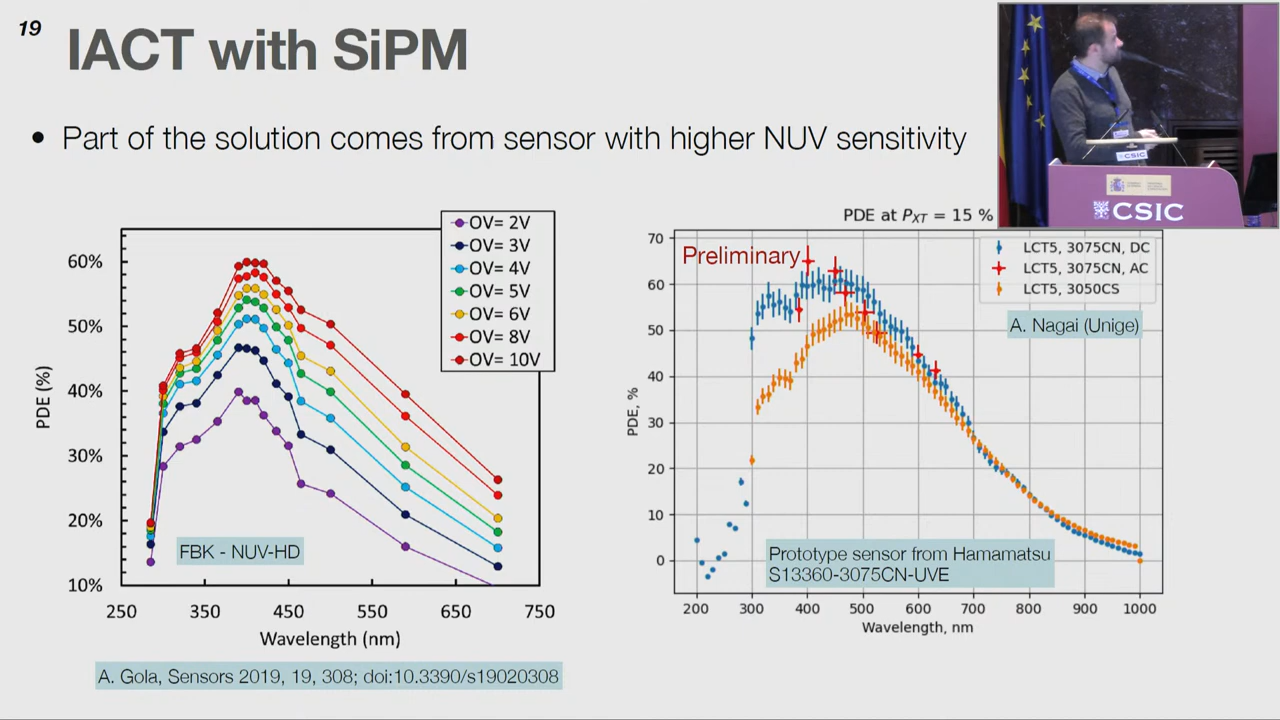 19
IACT with SiPM
• Part of the solution comes from sensor with higher NUV sensitivity
CSIC
CSIC
OV= 2V
OV= 3V
OV= 4V
OV= 5V
OV= 6V
OV= 8V
OV= 10V
60%
50%
40%
30%
20%
10%
PDE (%)
FBK - NUV-HD
250 350 450 550 650 750
Wavelength (nm)
A. Gola, Sensors 2019, 19, 308; doi:10.3390/s19020308
PDE at PXT = 15 %
Preliminary
LCT5, 3075CN, DC
LCT5, 3075CN, AC
LCT5, 3050CS
A. Nagai (Unige)
70
60
50
40
30
20
10
0
PDE, %
Prototype sensor from Hamamatsu
S13360-3075CN-UVE
200 300 400 500 600 700 800 900 1000
Wavelength, nm